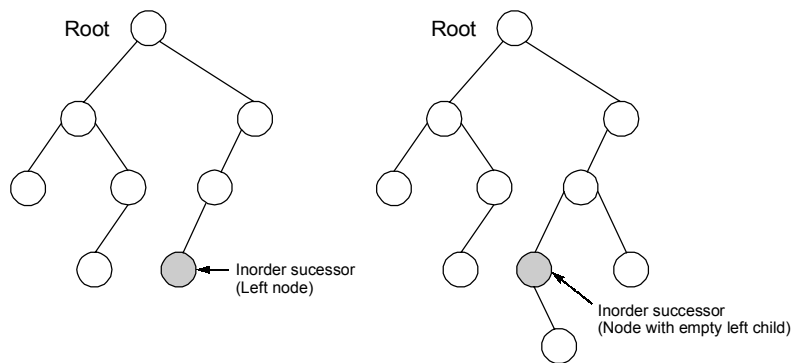 Root
Root
Inorder sucessor
(Left node)
Inorder successor
(Node with empty left child)